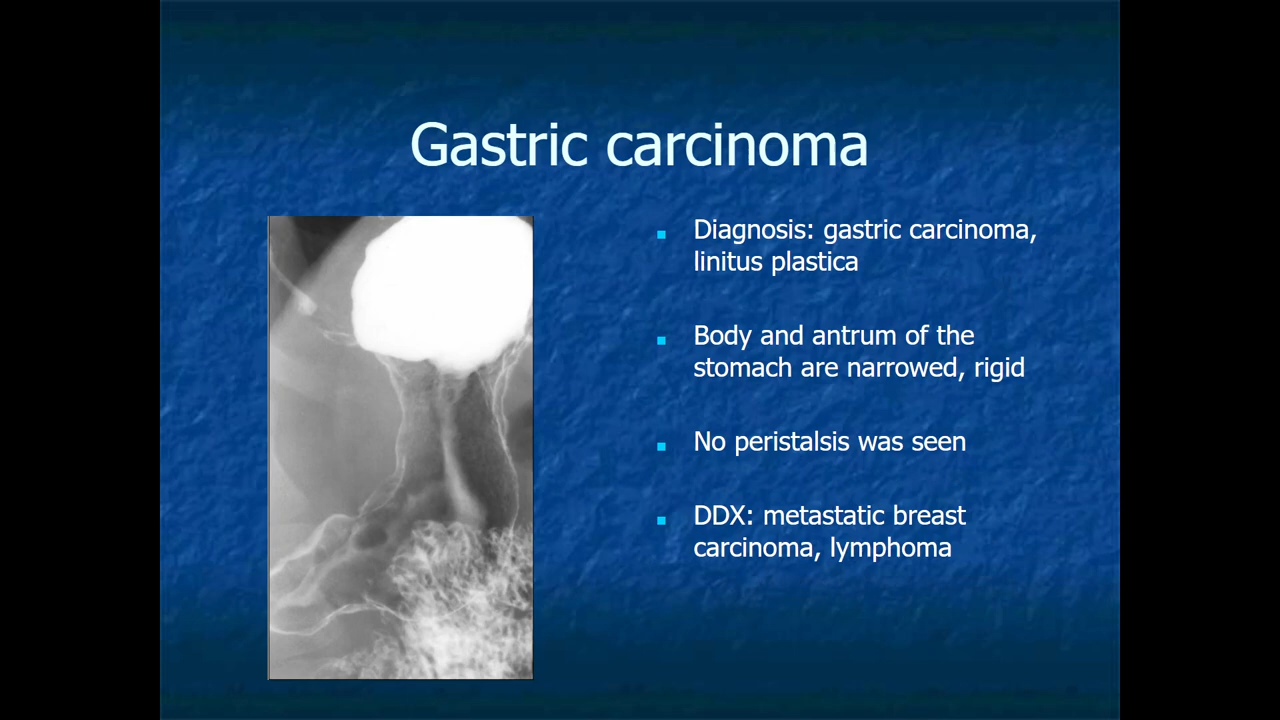 Gastric carcinoma
Diagnosis: gastric carcinoma,
linitus plastica
Body and antrum of the
stomach are narrowed, rigid
No peristalsis was seen
DDX: metastatic breast
carcinoma, lymphoma